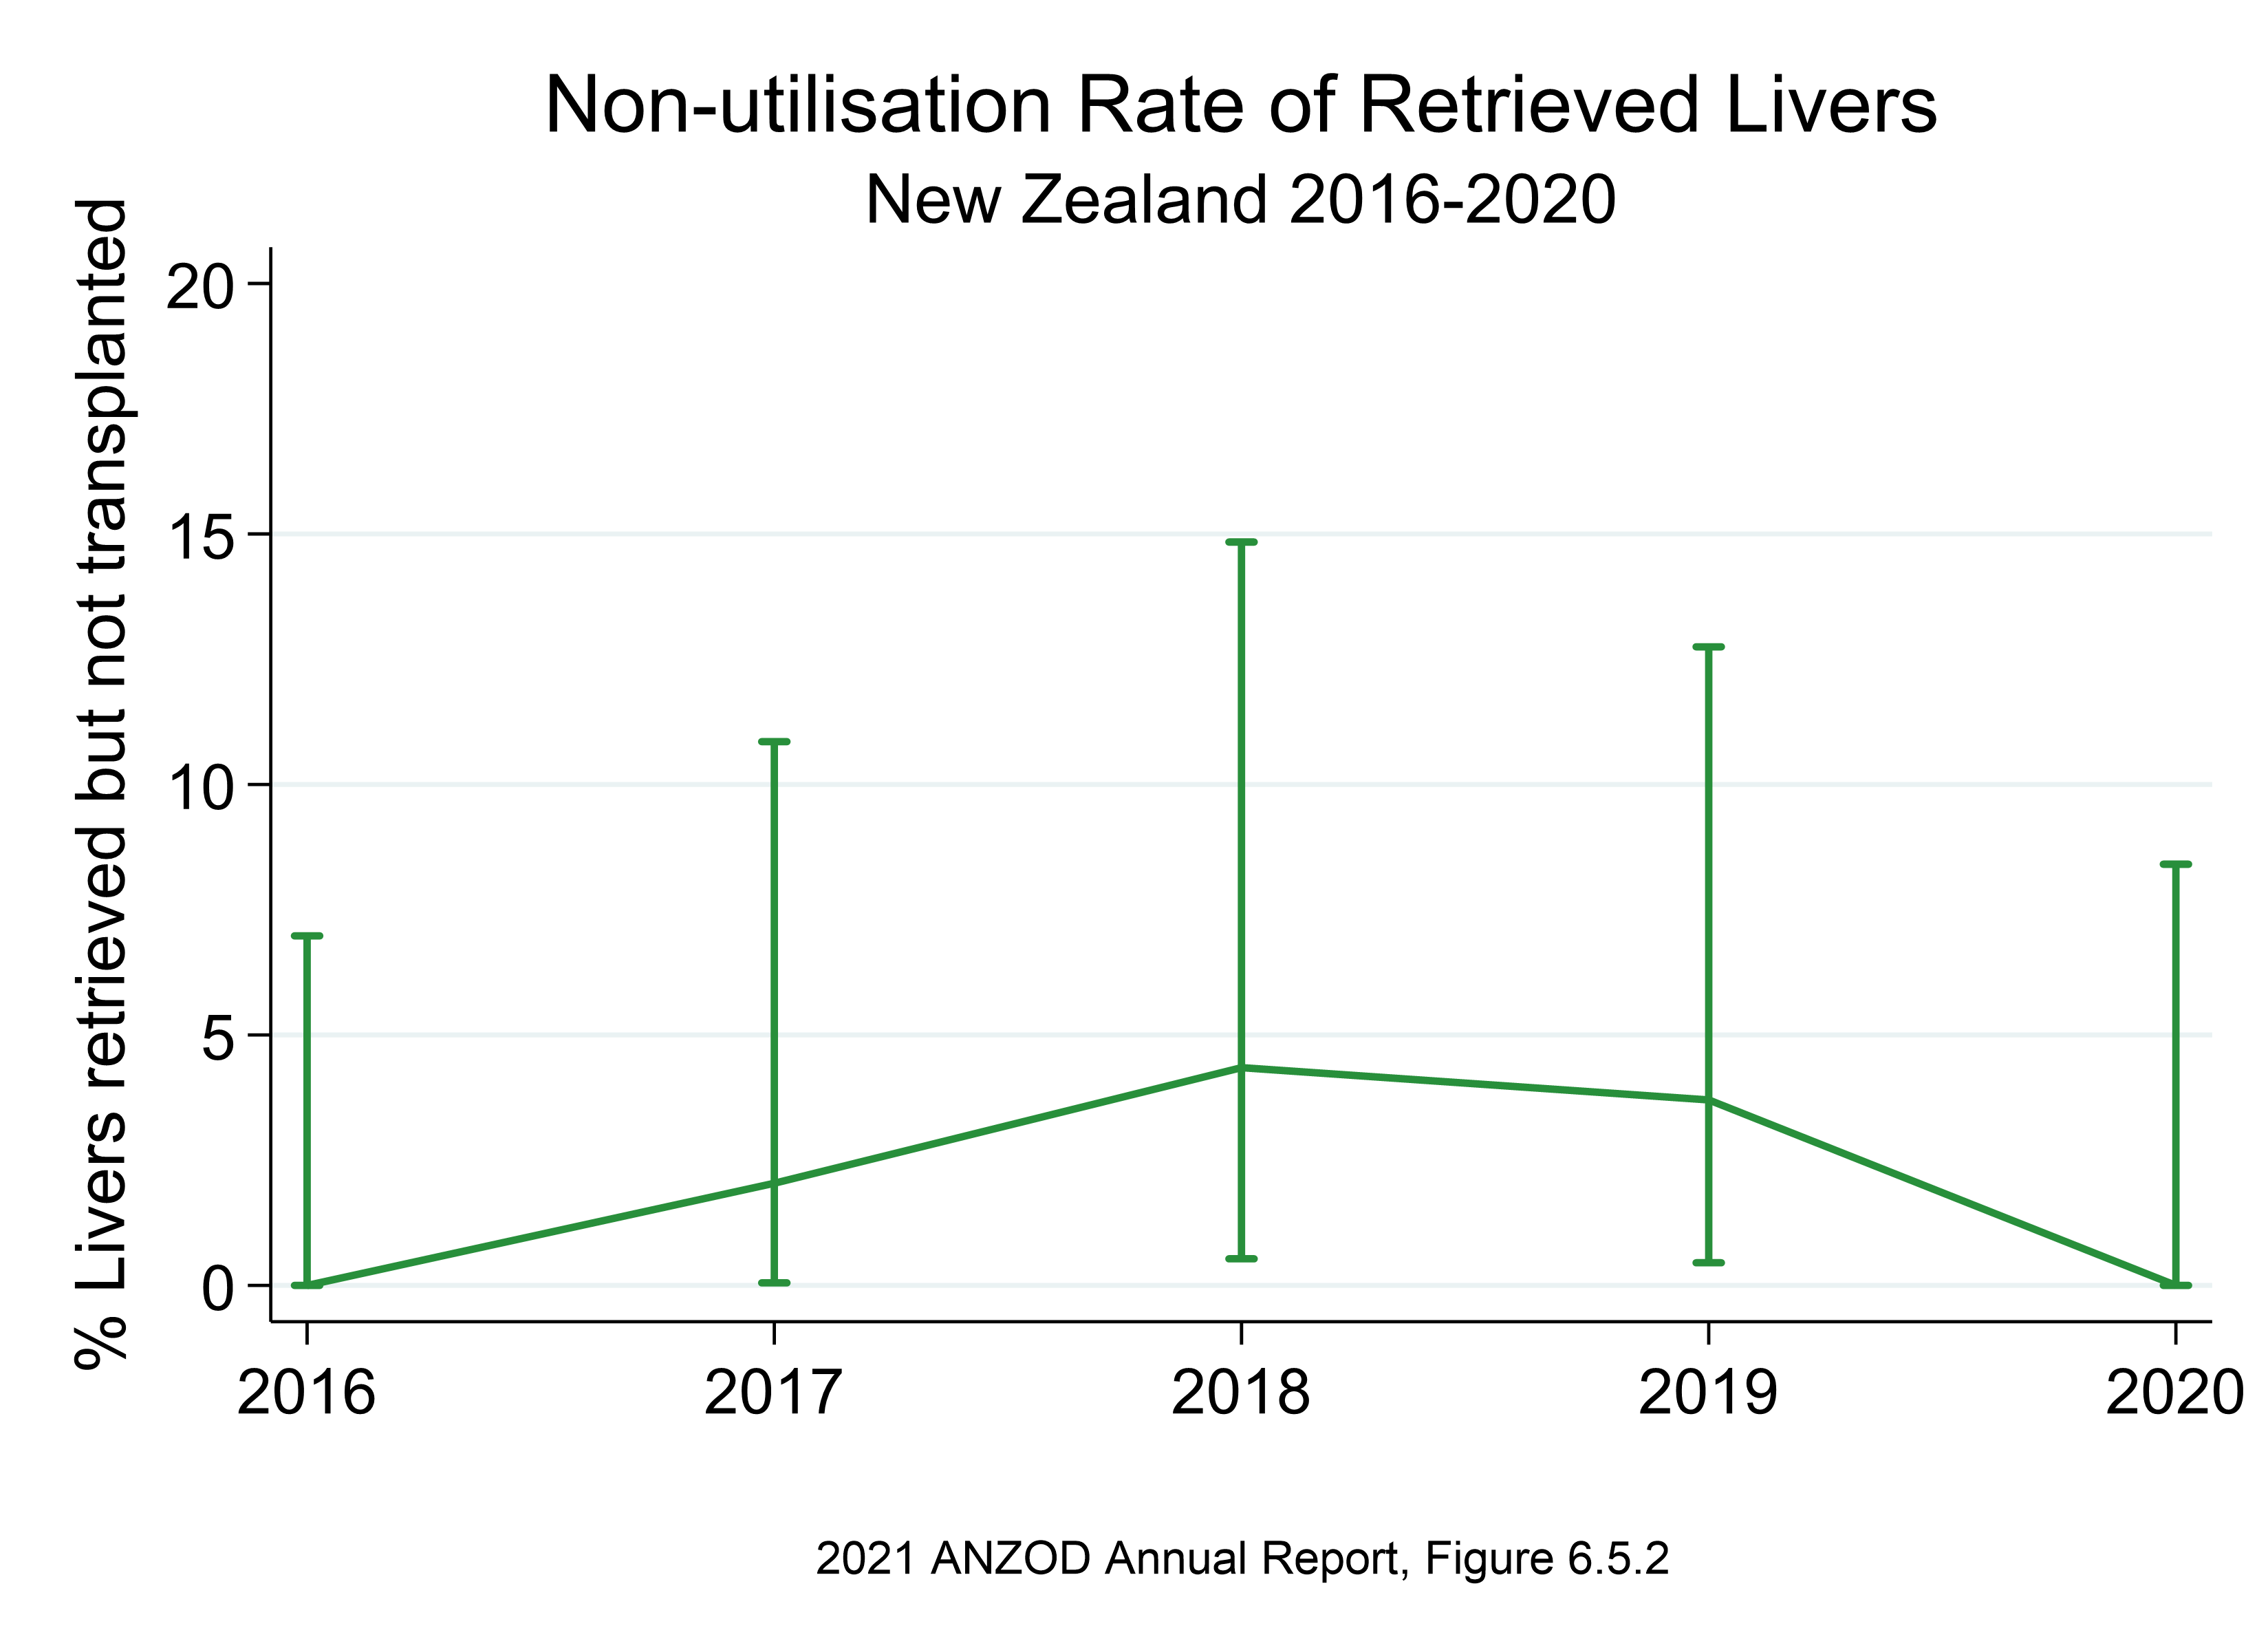 Non-utilisation Rate of Retrieved Livers
New Zealand 2016-2020
% Livers retrieved but not transplanted
20
15
10
5
0
2016
2017
2018
2019
2020
2021 ANZOD Annual Report, Figure 6.5.2